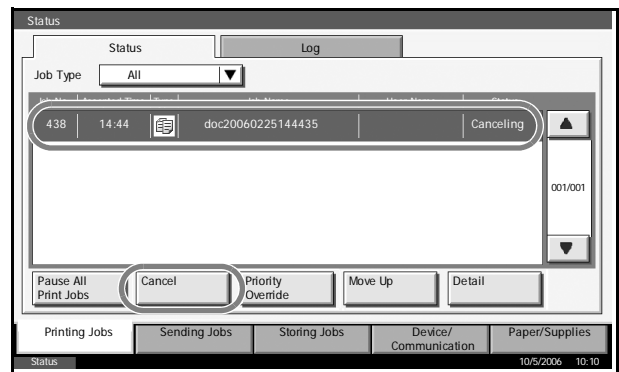 Status
Status Log
Job Type All
438 14:44 doc20060225144435 Canceling
001/001
Pause All Print Jobs
Cancel
Priority Override
Move Up
Detail
Printing Jobs
Sending Jobs
Storing Jobs
Device/ Communication
Paper/Supplies
Status 10/5/2006 10:10